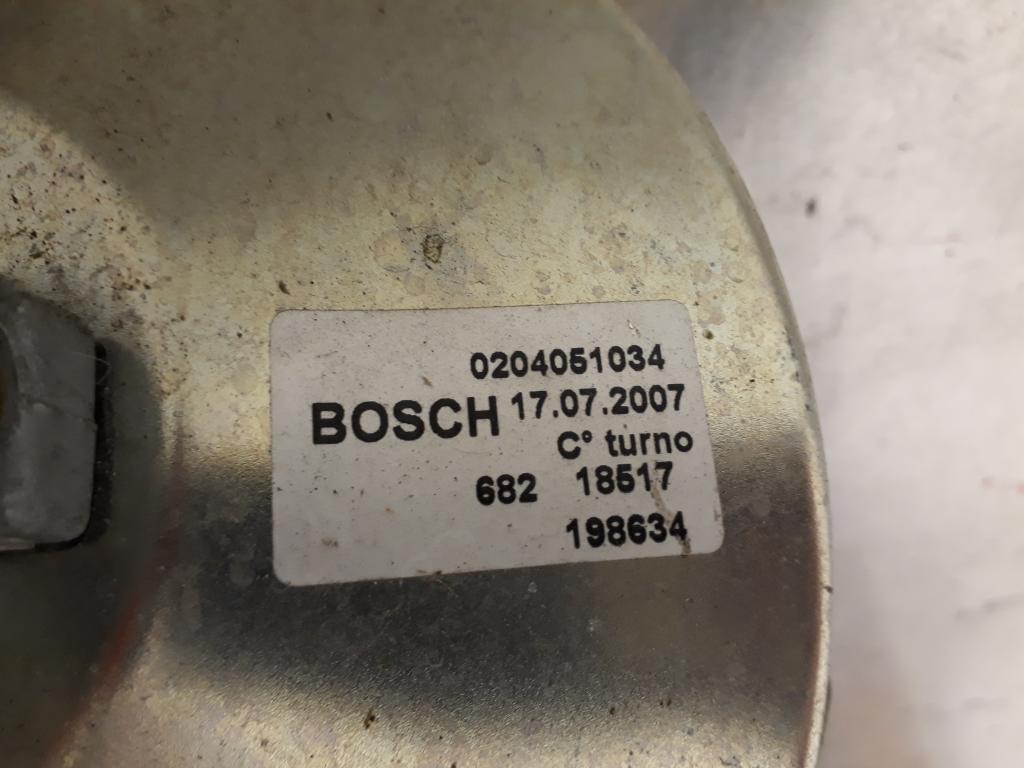 0204051034
BOSCH 17.07.2007
C° turno
682 18517
198634